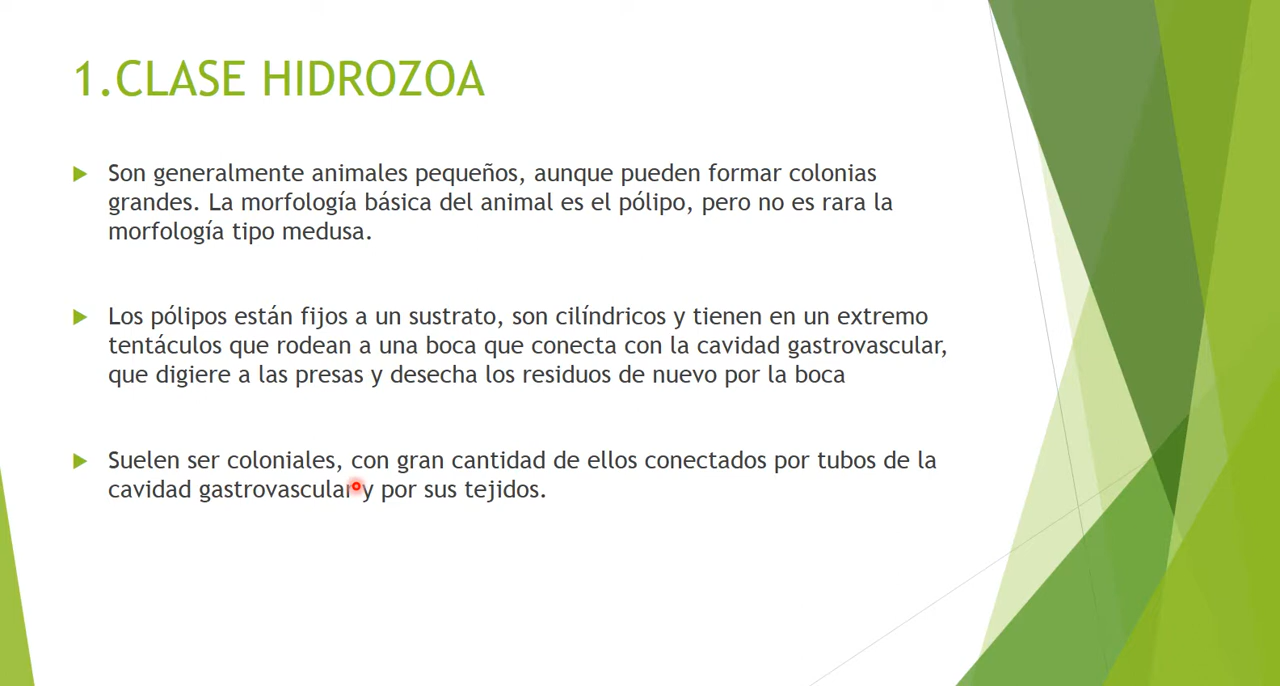 1.CLASE HIDROZOA
Son generalmente animales pequeños, aunque pueden formar colonias
grandes. La morfología básica del animal es el pólipo, pero no es rara la
morfología tipo medusa.
Los pólipos están fijos a un sustrato, son cilíndricos y tienen en un extremo
tentáculos que rodean a una boca que conecta con la cavidad gastrovascular,
que digiere a las presas y desecha los residuos de nuevo por la boca
Suelen ser coloniales, con gran cantidad de ellos conectados por tubos de la
cavidad gastrovascular y por sus tejidos.